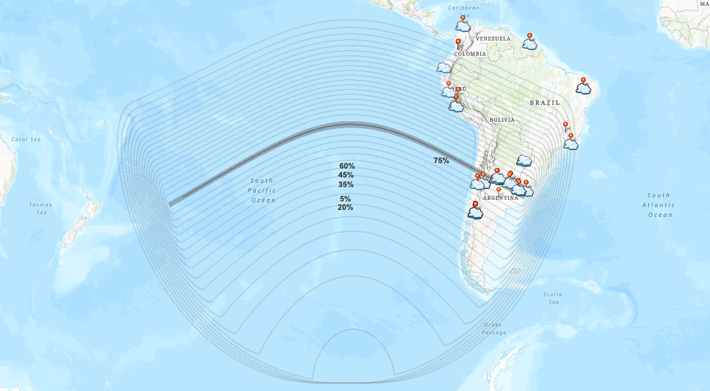 Caribbean
MA
VENEZUELA
COLOMBIA
BRAZIL
BOLIVIA
Coral Sea
75%
60%
45%
35%
South
Pacific
Ocean
5%
20%
ARGENTINA
South
Atlantic
Ocean
Tasman
Sea
Scotia
Sea
Drake
Passage